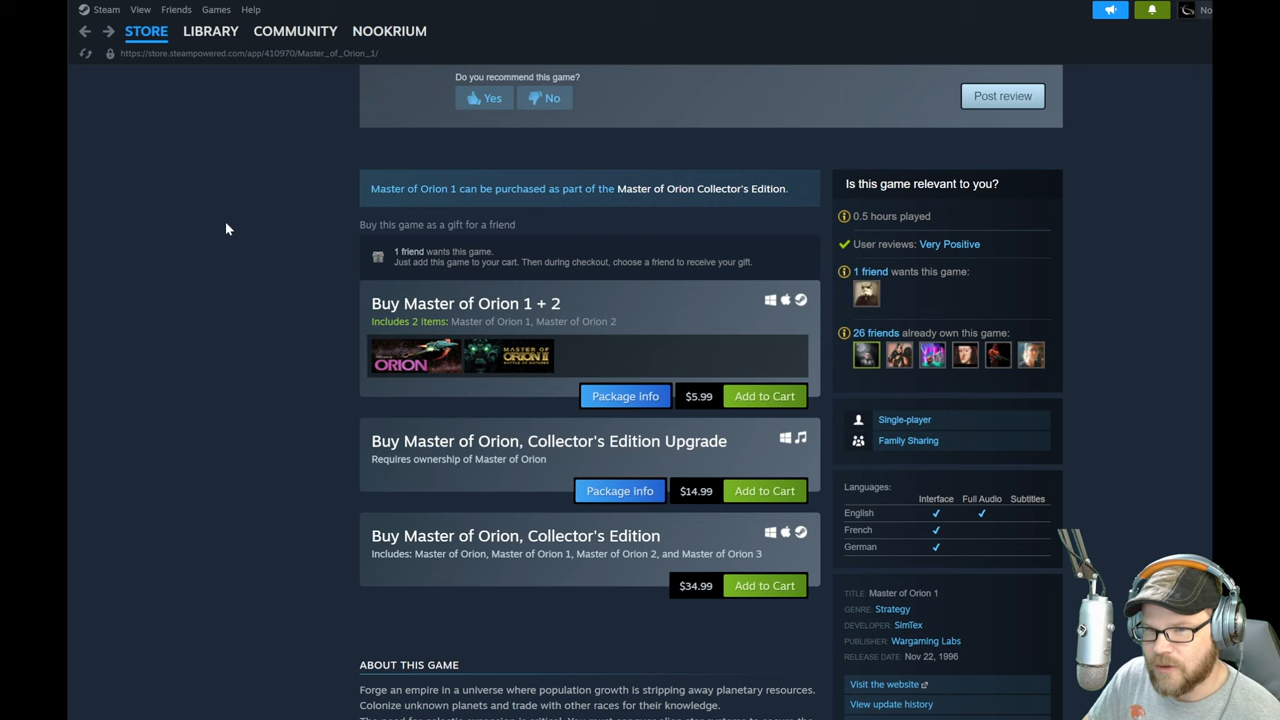 Steam View Friends Games Help
No
STORE LIBRARY COMMUNITY NOOKRIUM
https://store.steampowered.com/app/410970/Master_of_Orion_1/
Do you recommend this game?
Yes No
Post review
Master of Orion 1 can be purchased as part of the Master of Orion Collector's Edition.
Buy this game as a gift for a friend
1 friend wants this game.
Just add this game to your cart. Then during checkout, choose a friend to receive your gift.
Buy Master of Orion 1 + 2
Includes 2 items: Master of Orion 1, Master of Orion 2
ORION
MASTER OF
ORION II
Package Info $5.99 Add to Cart
Buy Master of Orion, Collector's Edition Upgrade
Requires ownership of Master of Orion
Package Info $14.99 Add to Cart
Buy Master of Orion, Collector's Edition
Includes: Master of Orion, Master of Orion 1, Master of Orion 2, and Master of Orion 3
$34.99 Add to Cart
ABOUT THIS GAME
Forge an empire in a universe where population growth is stripping away planetary resources.
Colonize unknown planets and trade with other races for their knowledge.
Is this game relevant to you?
0.5 hours played
User reviews: Very Positive
1 friend wants this game:
26 friends already own this game:
Single-player
Family Sharing
Languages:
Interface Full Audio Subtitles
English ✔ ✔
French ✔
German ✔
TITLE: Master of Orion 1
GENRE: Strategy
DEVELOPER: SimTex
PUBLISHER: Wargaming Labs
RELEASE DATE: Nov 22, 1996
Visit the website
View update history